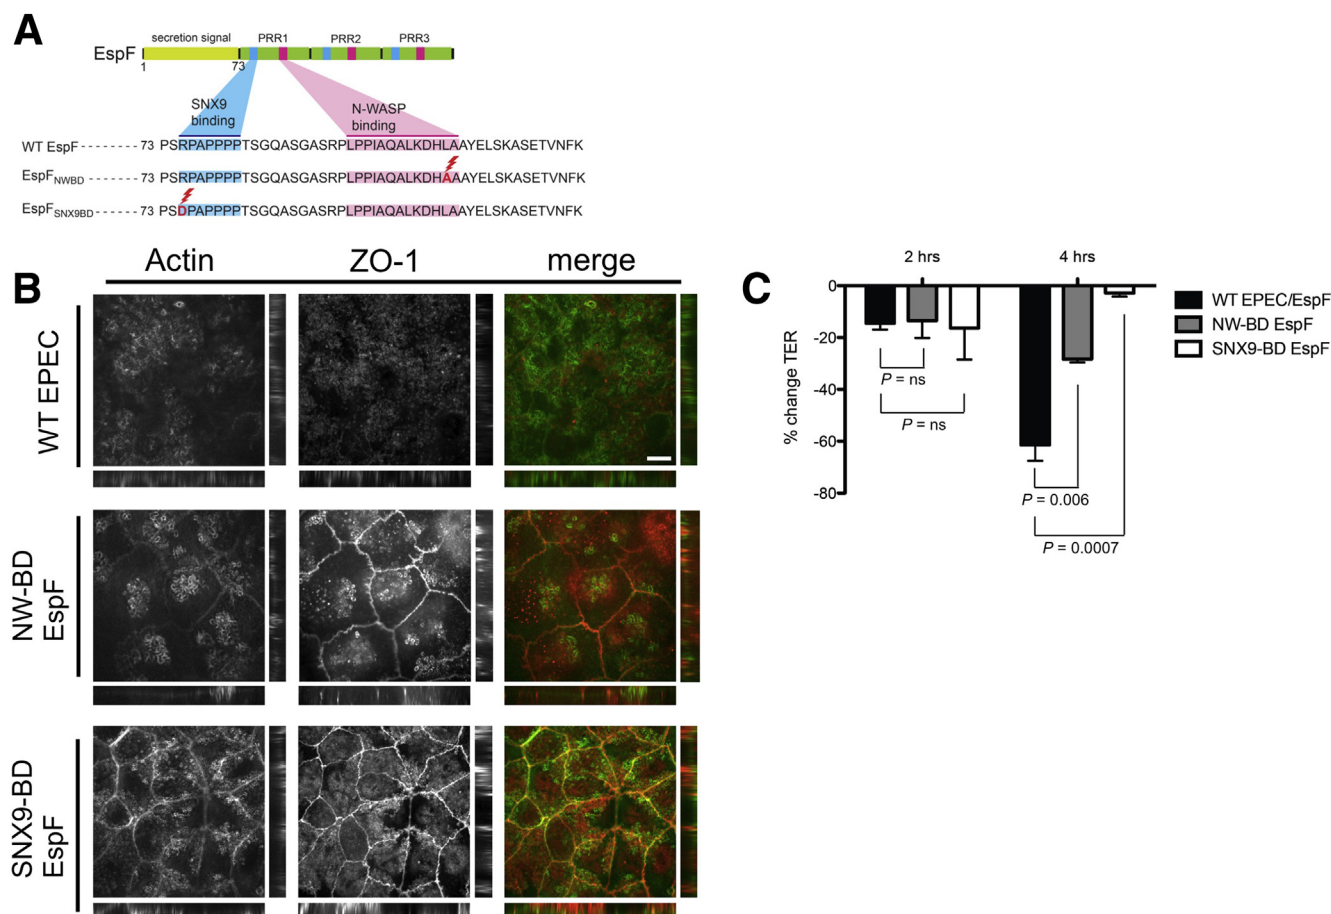 A
secretion signal PRR1 PRR2 PRR3
EspF
1 73
SNX9 binding
N-WASP binding
WT EspF ------- 73 PSRPAPPPPTSGQASGASRPLPPIAQALKDHLAAYELSKASETVNFK
EspFNWBD ------- 73 PSRPAPPPPTSGQASGASRPLPPIAQALKDHAAAYELSKASETVNFK
EspFSNX9BD ------- 73 PSDPAPPPPTSGQASGASRPLPPIAQALKDHLAAYELSKASETVNFK
B
Actin ZO-1 merge
WT EPEC
NW-BD EspF
SNX9-BD EspF
C
2 hrs 4 hrs
0
-20
-40
-60
-80
% change TER
P = ns
P = ns
P = 0.006
P = 0.0007
WT EPEC/EspF
NW-BD EspF
SNX9-BD EspF